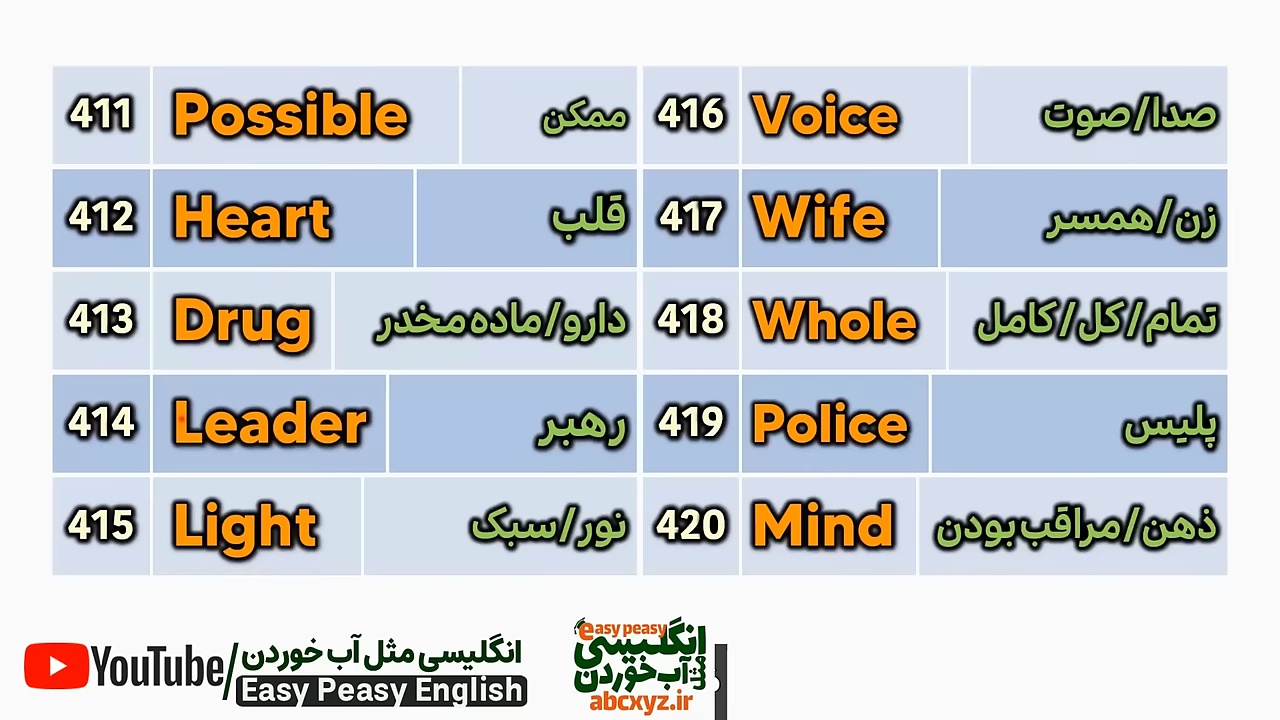 411 Possible ممکن
412 Heart قلب
413 Drug دارو/ماده مخدر
414 Leader رهبر
415 Light نور/سبک
416 Voice صدا/صوت
417 Wife زن/همسر
418 Whole تمام/کل/کامل
419 Police پلیس
420 Mind ذهن/مراقب بودن
YouTube/انگلیسی مثل آب خوردن
Easy Peasy English
easy peasy
انگلیسی
مثل آب خوردن
abcxyz.ir